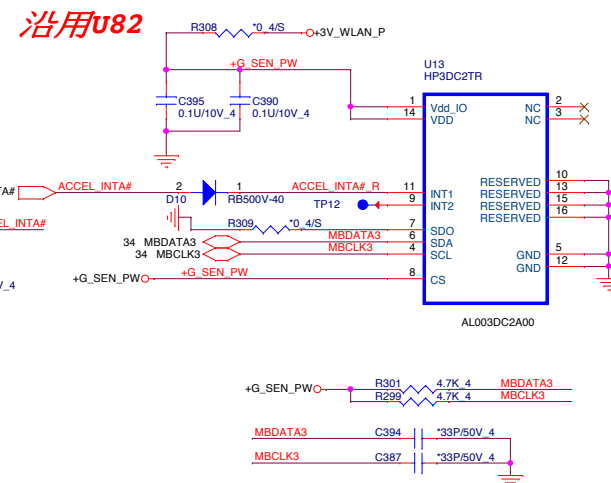 沿用U82
R308 *0_4/S +3V_WLAN_P
+G_SEN_PW
U13
HP3DC2TR
C395
0.1U/10V_4
C390
0.1U/10V_4
1 Vdd_IO NC 2
14 VDD NC 3
TA# ACCEL_INTA# 2 1 ACCEL_INTA#_R 11 INT1
D10 RB500V-40 TP12 9 INT2
RESERVED 10
RESERVED 13
RESERVED 15
RESERVED 16
EL_INTA#
R309 *0_4/S 7 SDO
34 MBDATA3 MBDATA3 6 SDA
34 MBCLK3 MBCLK3 4 SCL
GND 5
GND 12
+G_SEN_PW +G_SEN_PW 8 CS
V_4
AL003DC2A00
+G_SEN_PW R301 4.7K_4 MBDATA3
R299 4.7K_4 MBCLK3
MBDATA3 C394 *33P/50V_4
MBCLK3 C387 *33P/50V_4